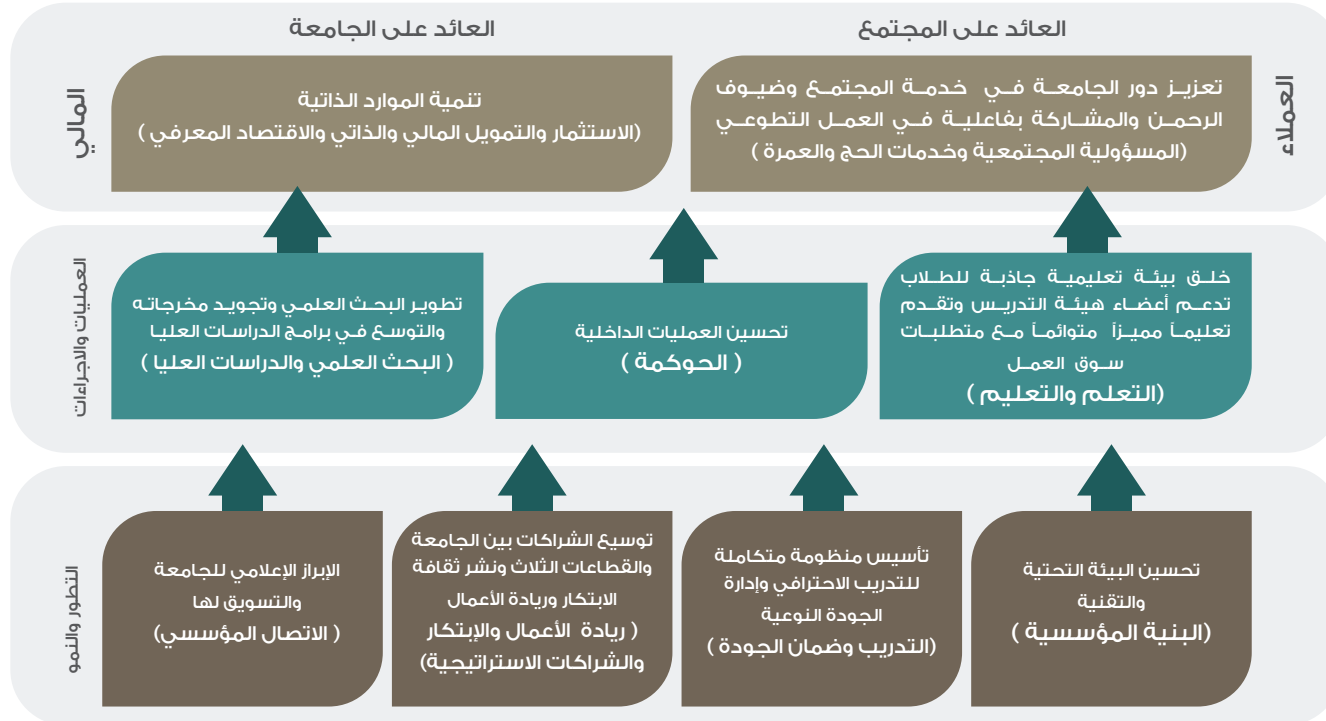 العائد على المجتمع
العائد على الجامعة
العملاء
تعزيز دور الجامعة في خدمة المجتمع وضيوف
الرحمن والمشاركة بفاعلية في العمل التطوعي
(المسؤولية المجتمعية وخدمات الحج والعمرة )
تنمية الموارد الذاتية
(الاستثمار والتمويل المالي والذاتي والاقتصاد المعرفي )
المالي
خلق بيئة تعليمية جاذبة للطلاب
تدعم أعضاء هيئة التدريس وتقدم
تعليماً مميزاً متوائماً مع متطلبات
سوق العمل
(التعلم والتعليم )
تحسين العمليات الداخلية
( الحوكمة )
تطوير البحث العلمي وتجويد مخرجاته
والتوسع في برامج الدراسات العليا
( البحث العلمي والدراسات العليا )
العمليات والاجراءات
تحسين البيئة التحتية
والتقنية
(البنية المؤسسية )
تأسيس منظومة متكاملة
للتدريب الاحترافي وإدارة
الجودة النوعية
(التدريب وضمان الجودة )
توسيع الشراكات بين الجامعة
والقطاعات الثلاث ونشر ثقافة
الابتكار وريادة الأعمال
( ريادة الأعمال والإبتكار
والشراكات الاستراتيجية)
الإبراز الإعلامي للجامعة
والتسويق لها
( الاتصال المؤسسي)
التطور والنمو